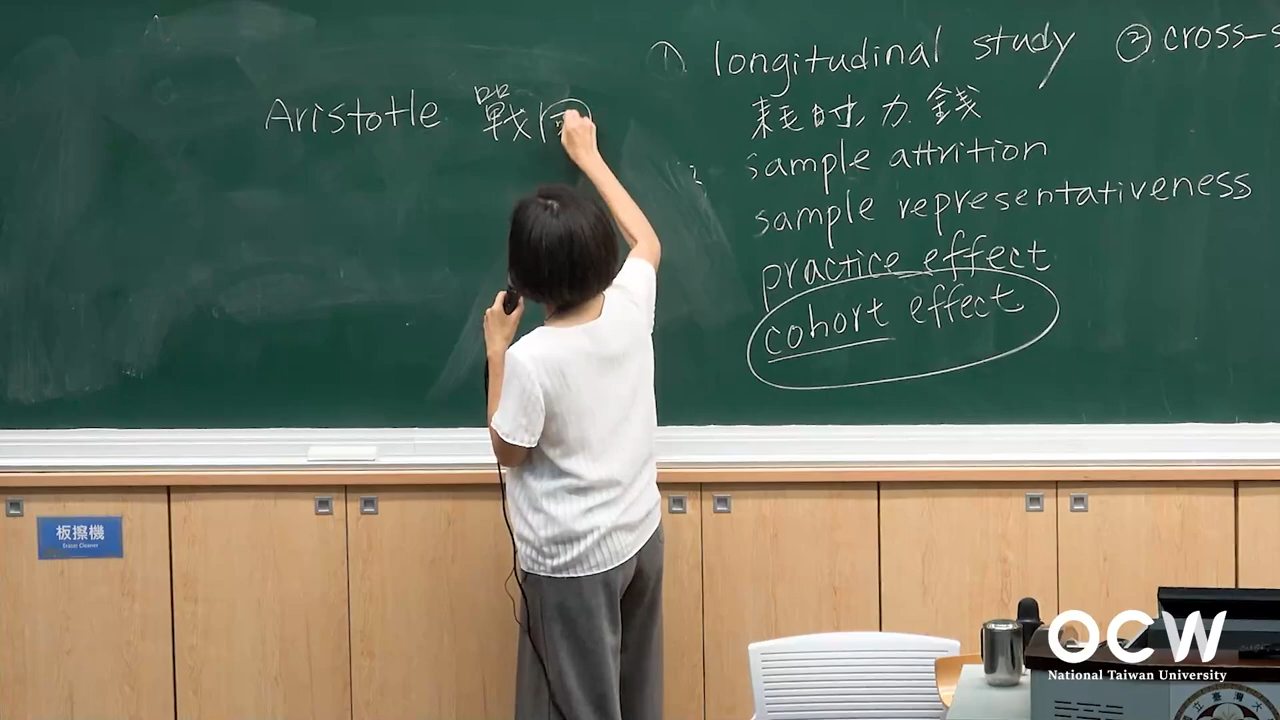 ① longitudinal study ② cross-s
耗时, 力, 錢
sample attrition
sample representativeness
practice effect
cohort effect
Aristotle 戰
板擦機
Eraser Cleaner
OCW
National Taiwan University